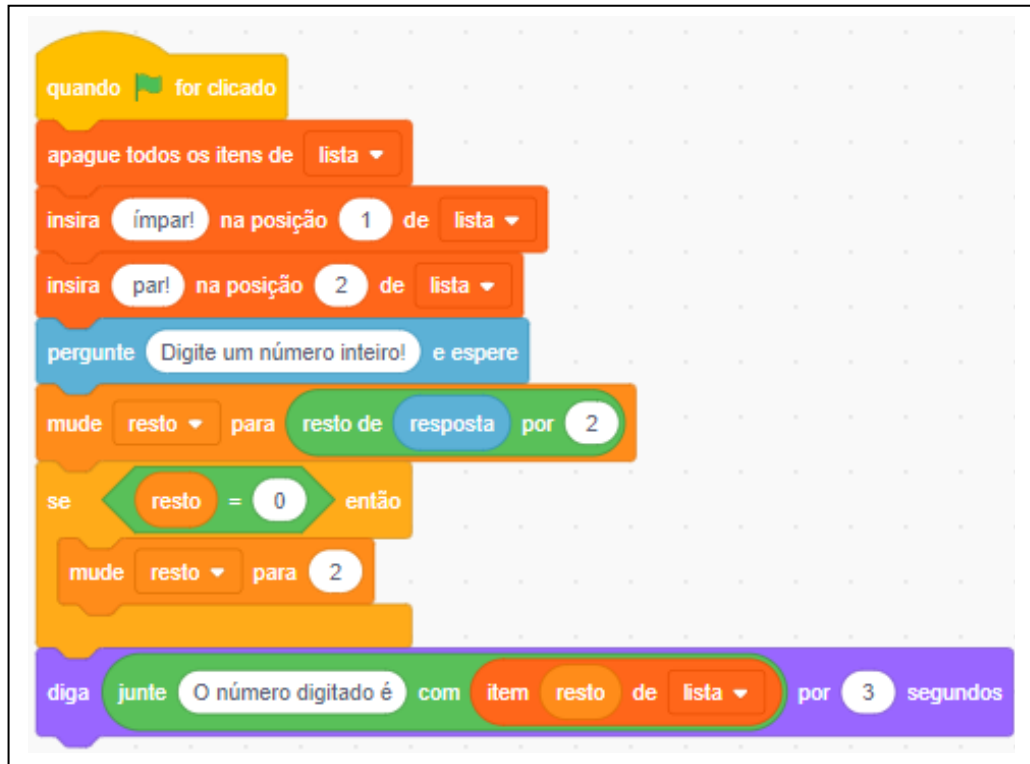 quando for clicado
apague todos os itens de lista
insira ímpar! na posição 1 de lista
insira par! na posição 2 de lista
pergunte Digite um número inteiro! e espere
mude resto para resto de resposta por 2
se resto = 0 então
mude resto para 2
diga junte O número digitado é com item resto de lista por 3 segundos